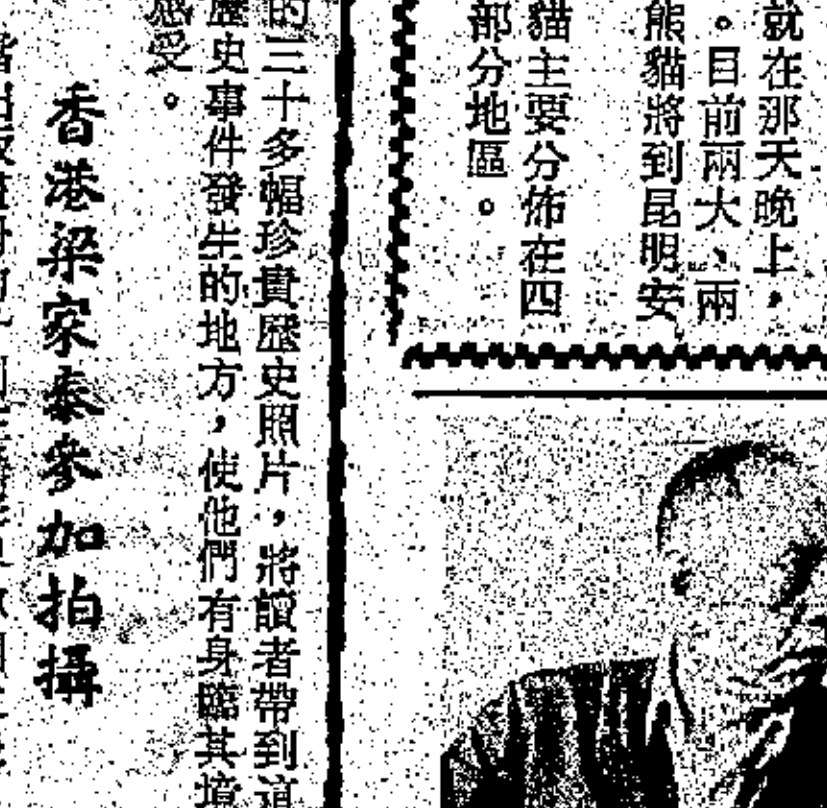 就在那天晚上，
。目前兩大、兩
熊貓將到昆明安
貓主要分佈在四
部分地區。
的三十多幅珍貴歷史照片，將讀者帶到這
歷史事件發生的地方，使他們有身臨其境
感受。
香港梁家泰參加拍攝